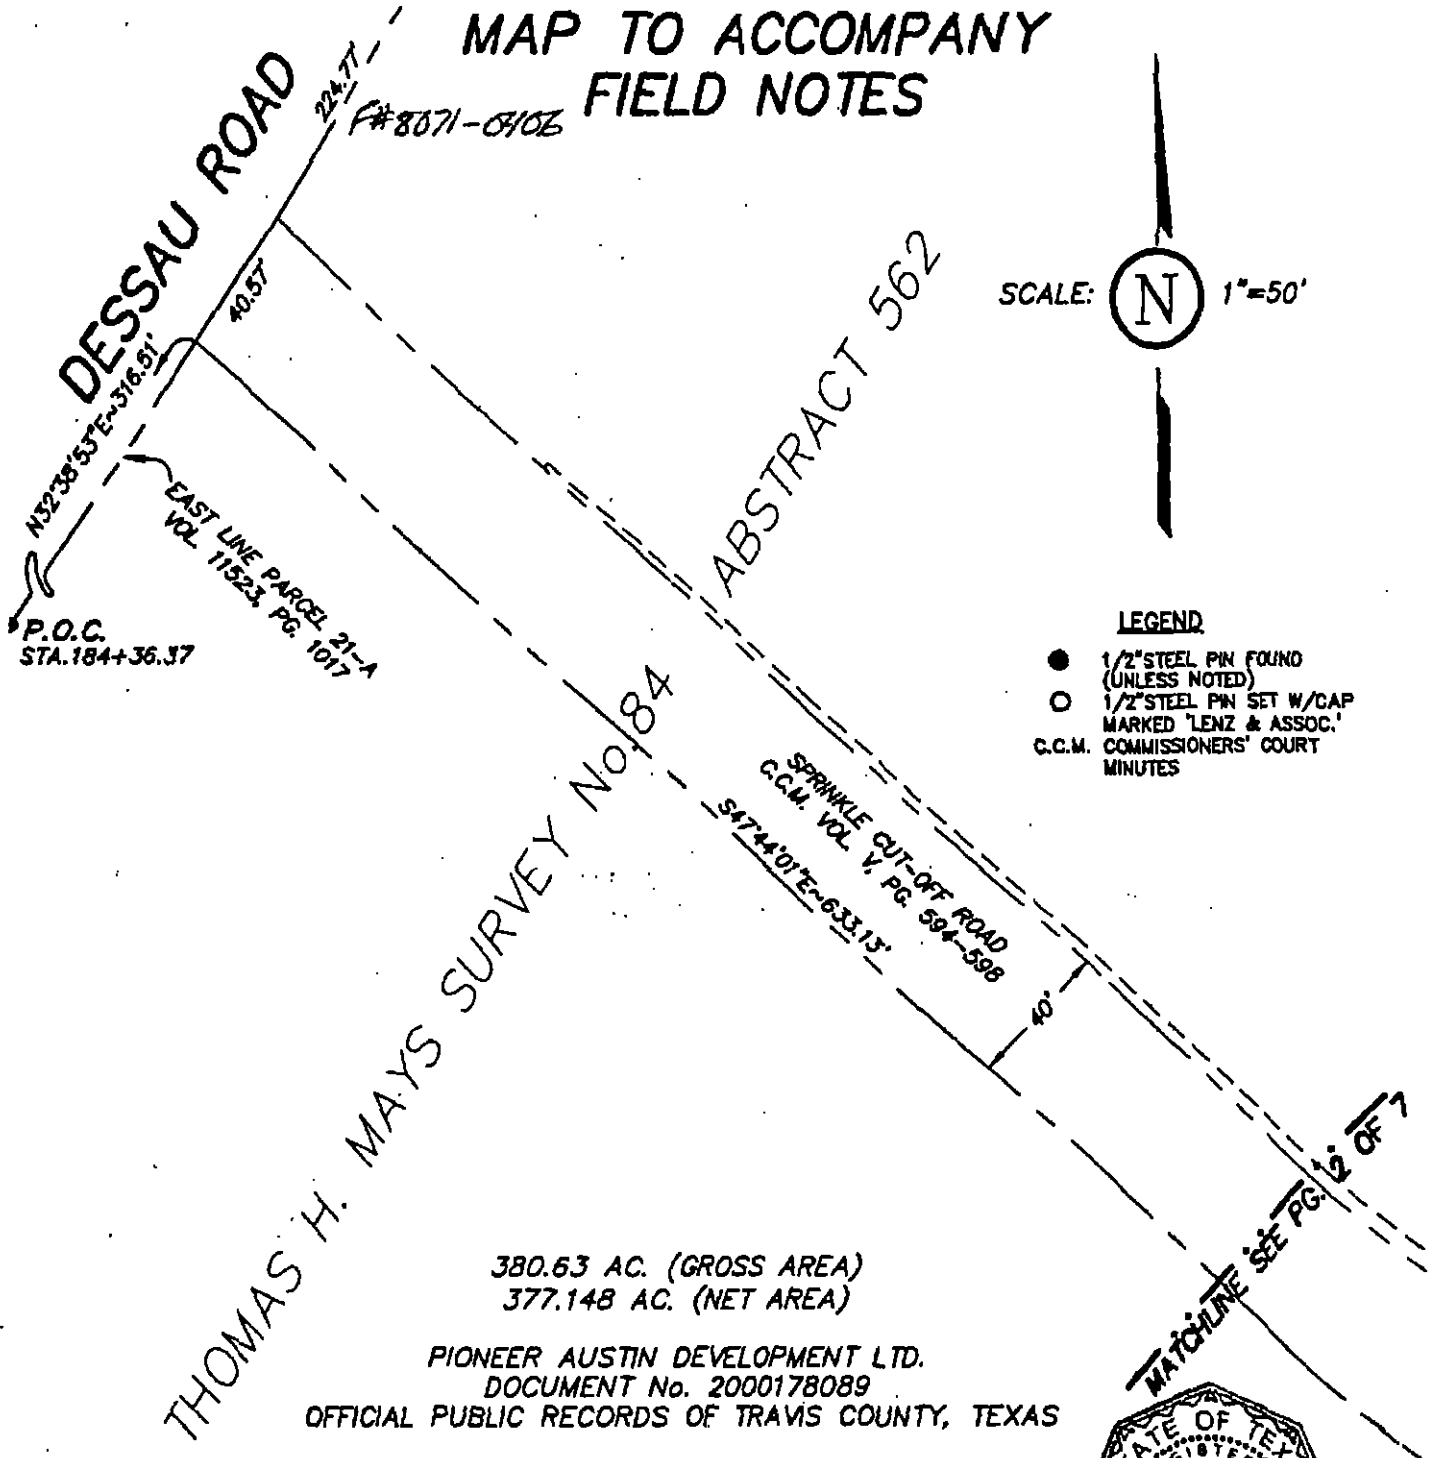 MAP TO ACCOMPANY
FIELD NOTES
224.77'
DESSAU ROAD
40.57'
SCALE: N 1"=50'
ABSTRACT 562
N32°38'53"E~316.51'
EAST LINE PARCEL 21-A
VOL. 11523, PG. 1017
P.O.C.
STA.184+36.37
LEGEND
1/2"STEEL PIN FOUND
(UNLESS NOTED)
1/2"STEEL PIN SET W/CAP
MARKED 'LENZ & ASSOC.'
C.C.M. COMMISSIONERS' COURT
MINUTES
THOMAS H. MAYS SURVEY No. 84
SPRINKLE CUT-OFF ROAD
C.C.M. VOL. V, PG. 594-598
S47°44'01"E~633.13'
40'
MATCHLINE SEE PG. 2 OF 7
380.63 AC. (GROSS AREA)
377.148 AC. (NET AREA)
PIONEER AUSTIN DEVELOPMENT LTD.
DOCUMENT No. 2000178089
OFFICIAL PUBLIC RECORDS OF TRAVIS COUNTY, TEXAS